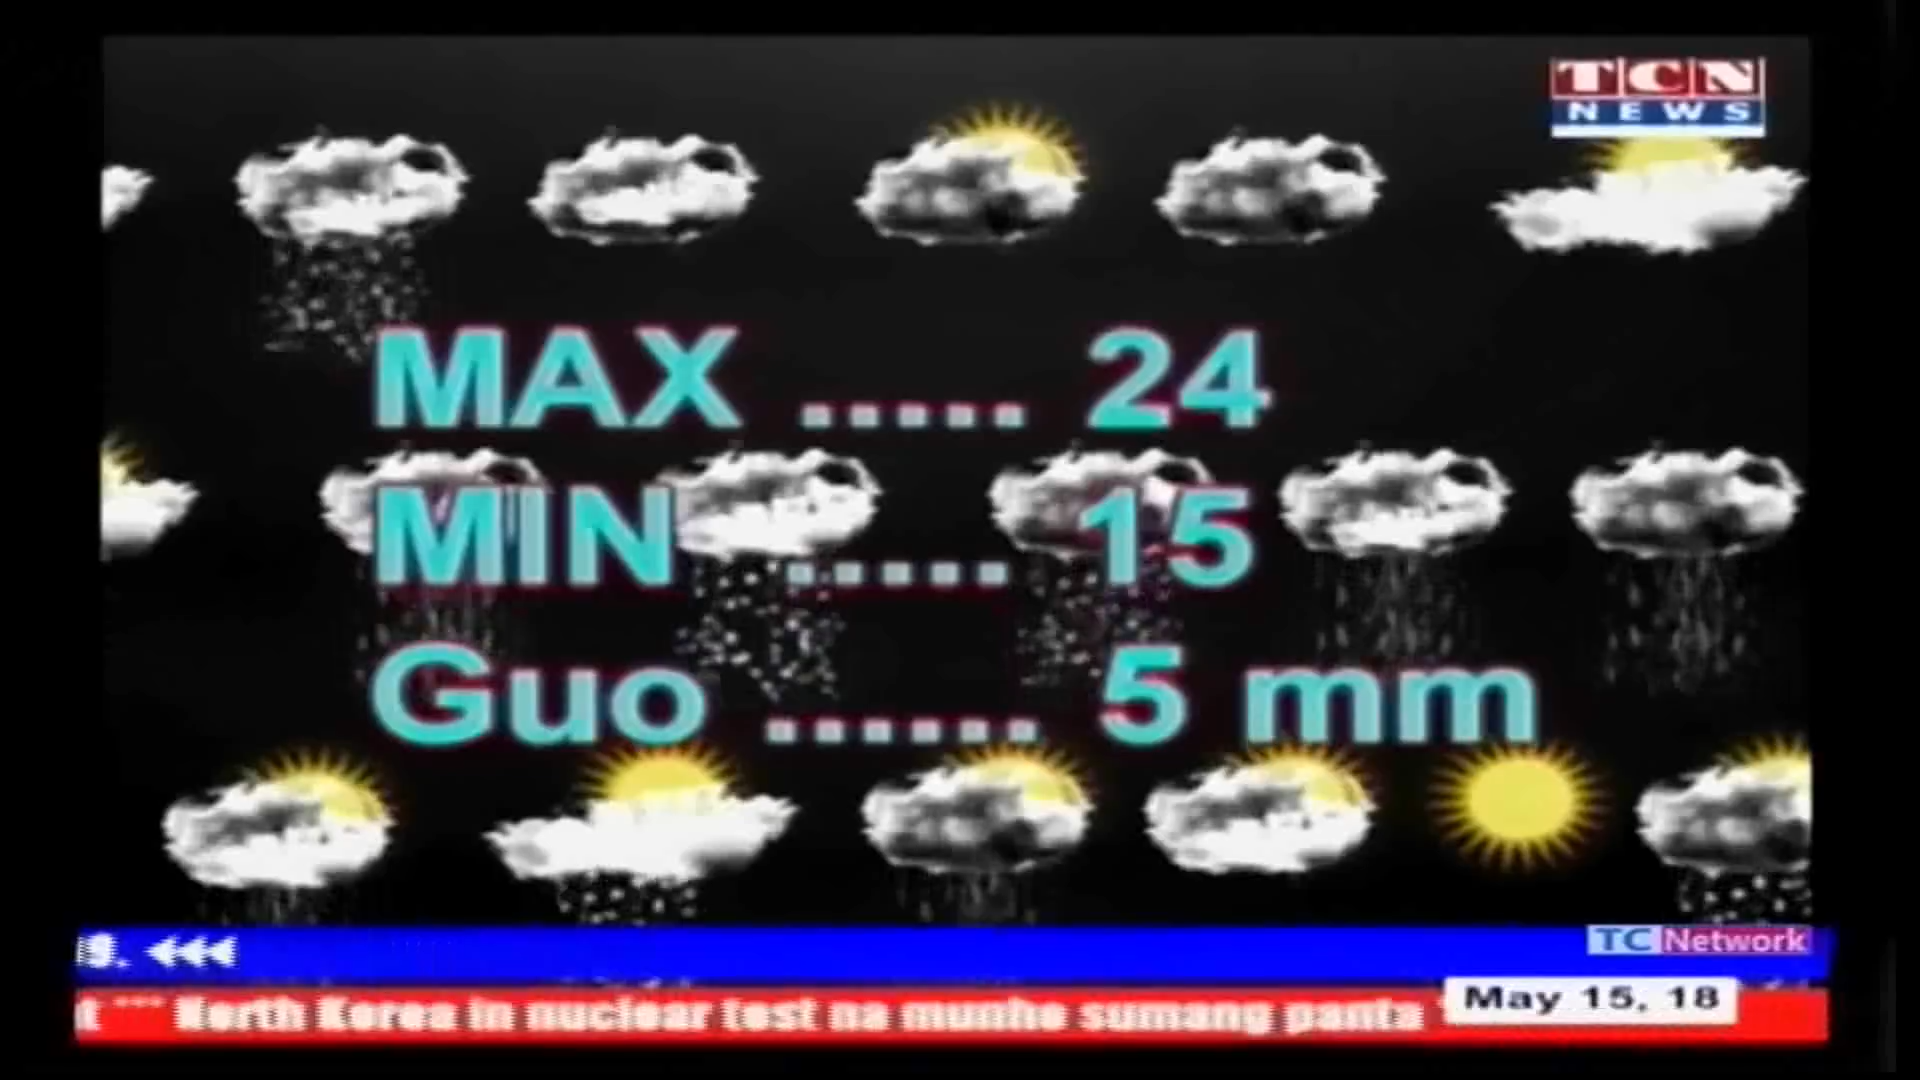 TCN
NEWS
MAX ..... 24
MIN ..... 15
Guo ...... 5 mm
TC Network
May 15, 18
North Korea in nuclear test na munhe sumang panta